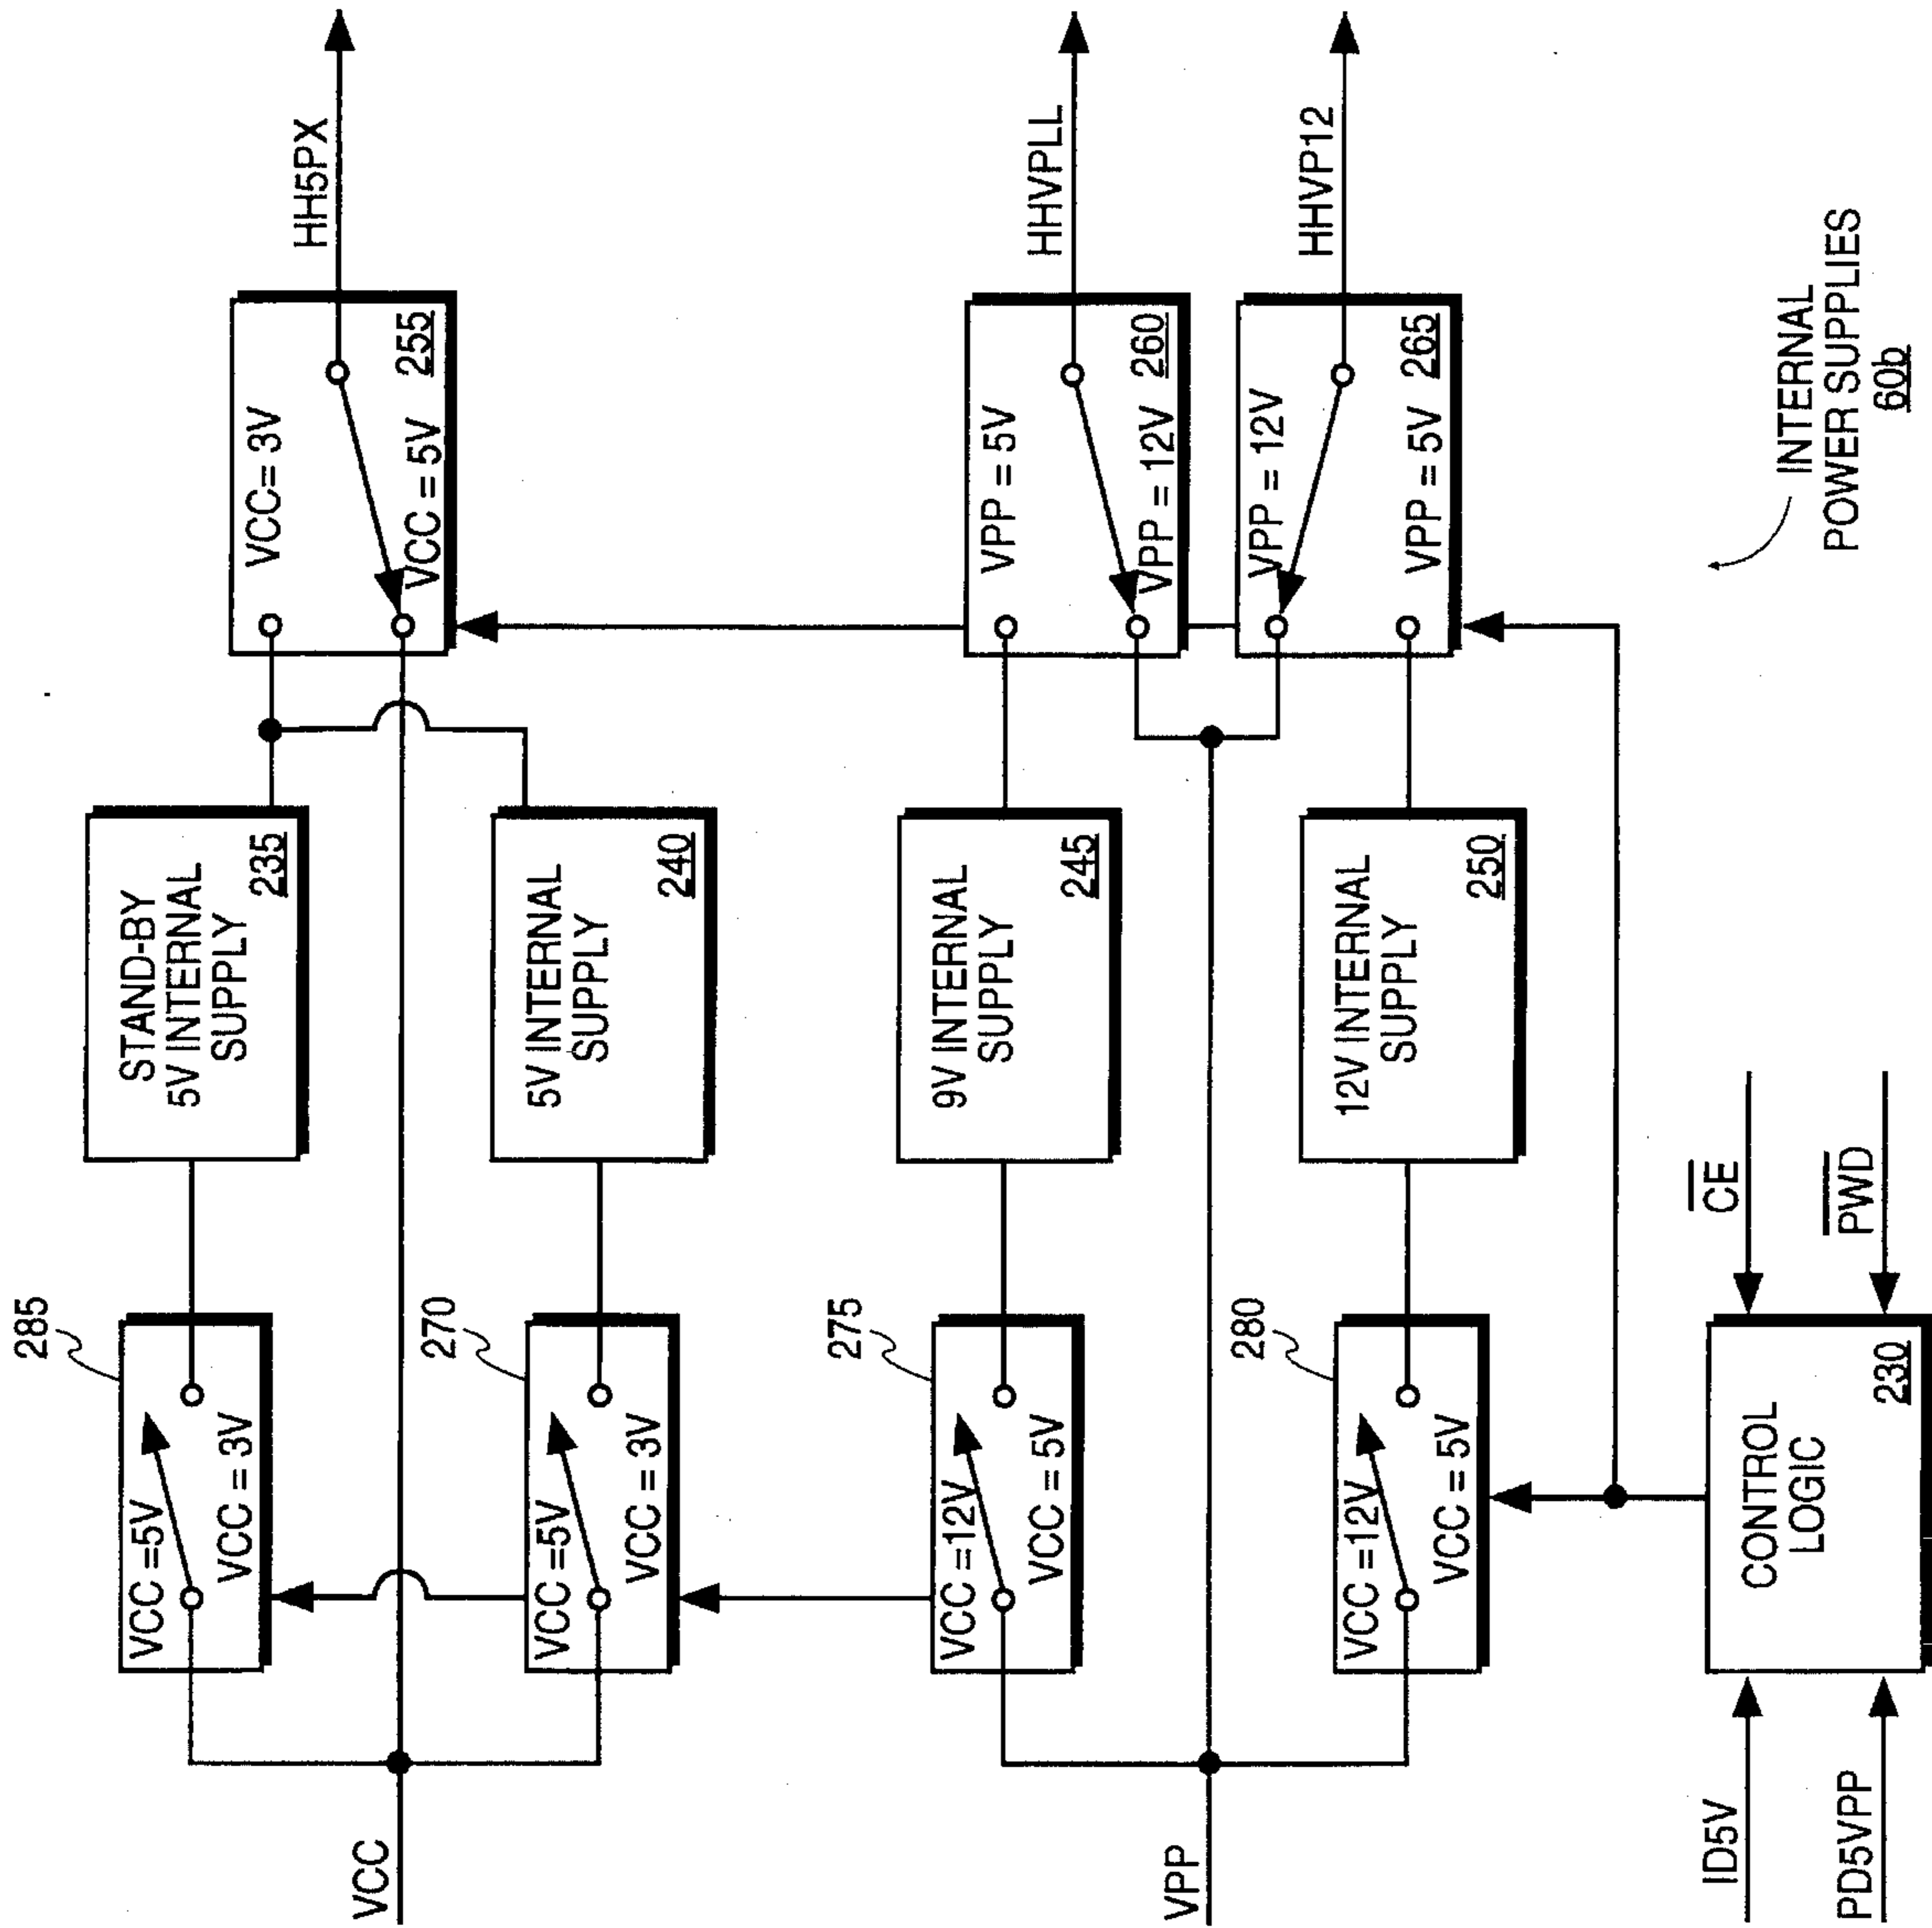 285
VCC =5V
VCC = 3V
STAND-BY
5V INTERNAL
SUPPLY
235
VCC= 3V
VCC = 5V
255
HH5PX
VCC
270
VCC =5V
VCC = 3V
5V INTERNAL
SUPPLY
240
275
VCC =12V
VCC = 5V
9V INTERNAL
SUPPLY
245
VPP = 5V
VPP = 12V
260
HHVPLL
VPP
280
VCC =12V
VCC = 5V
12V INTERNAL
SUPPLY
250
VPP = 12V
VPP = 5V
265
HHVP12
ID5V
PD5VPP
CONTROL
LOGIC
230
CE
PWD
INTERNAL
POWER SUPPLIES
60b